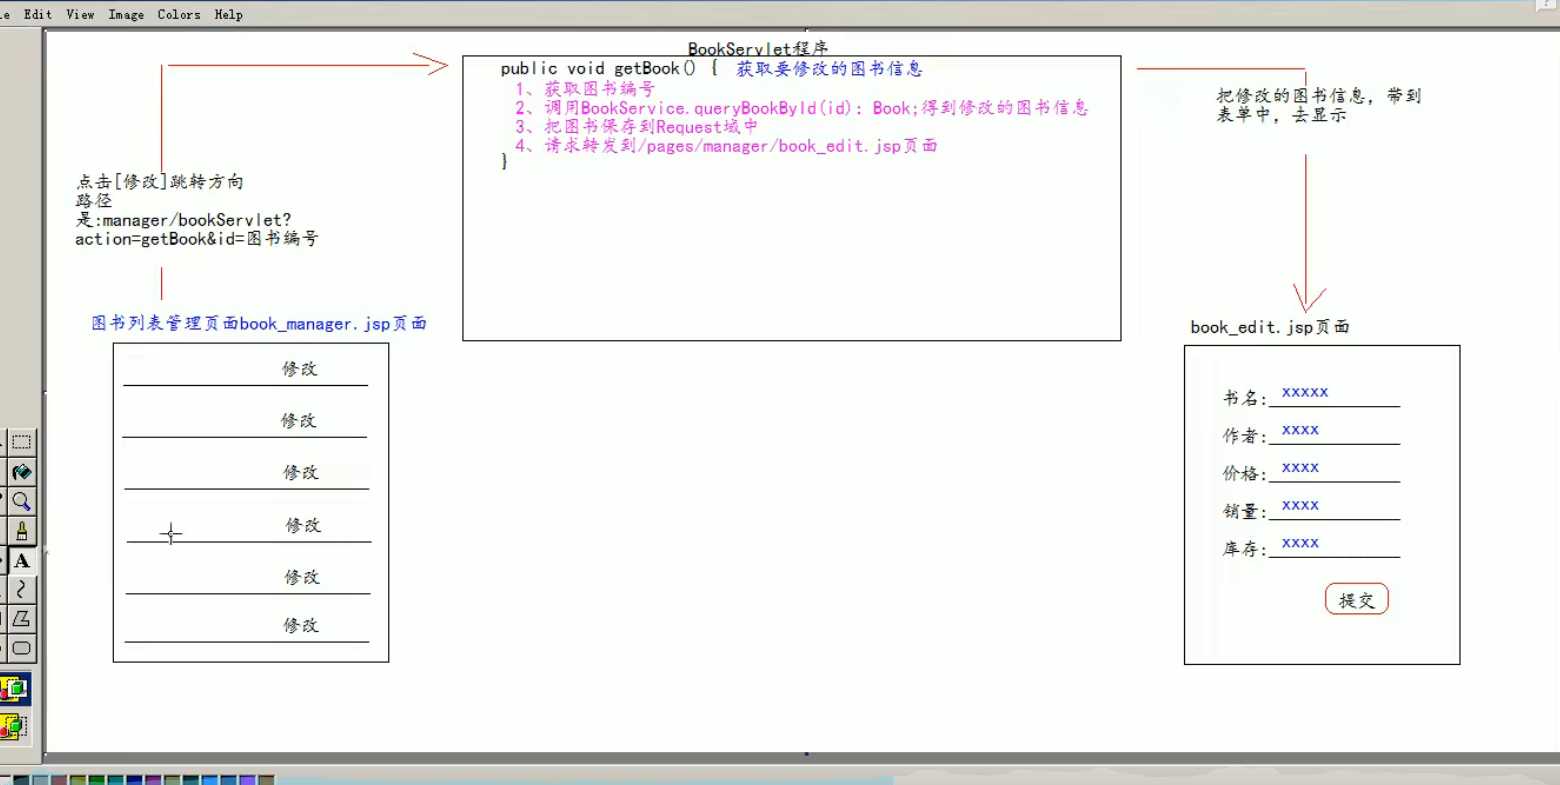 Edit View Image Colors Help
BookServlet程序
public void getBook() { 获取要修改的图书信息
1、获取图书编号
2、调用BookService.queryBookById(id): Book;得到修改的图书信息
3、把图书保存到Request域中
4、请求转发到/pages/manager/book_edit.jsp页面
}
把修改的图书信息, 带到
表单中, 去显示
点击[修改]跳转方向
路径
是:manager/bookServlet?
action=getBook&id=图书编号
图书列表管理页面book_manager.jsp页面
修改
修改
修改
修改
修改
修改
book_edit.jsp页面
书名: xxxxx
作者: xxxx
价格: xxxx
销量: xxxx
库存: xxxx
提交
A